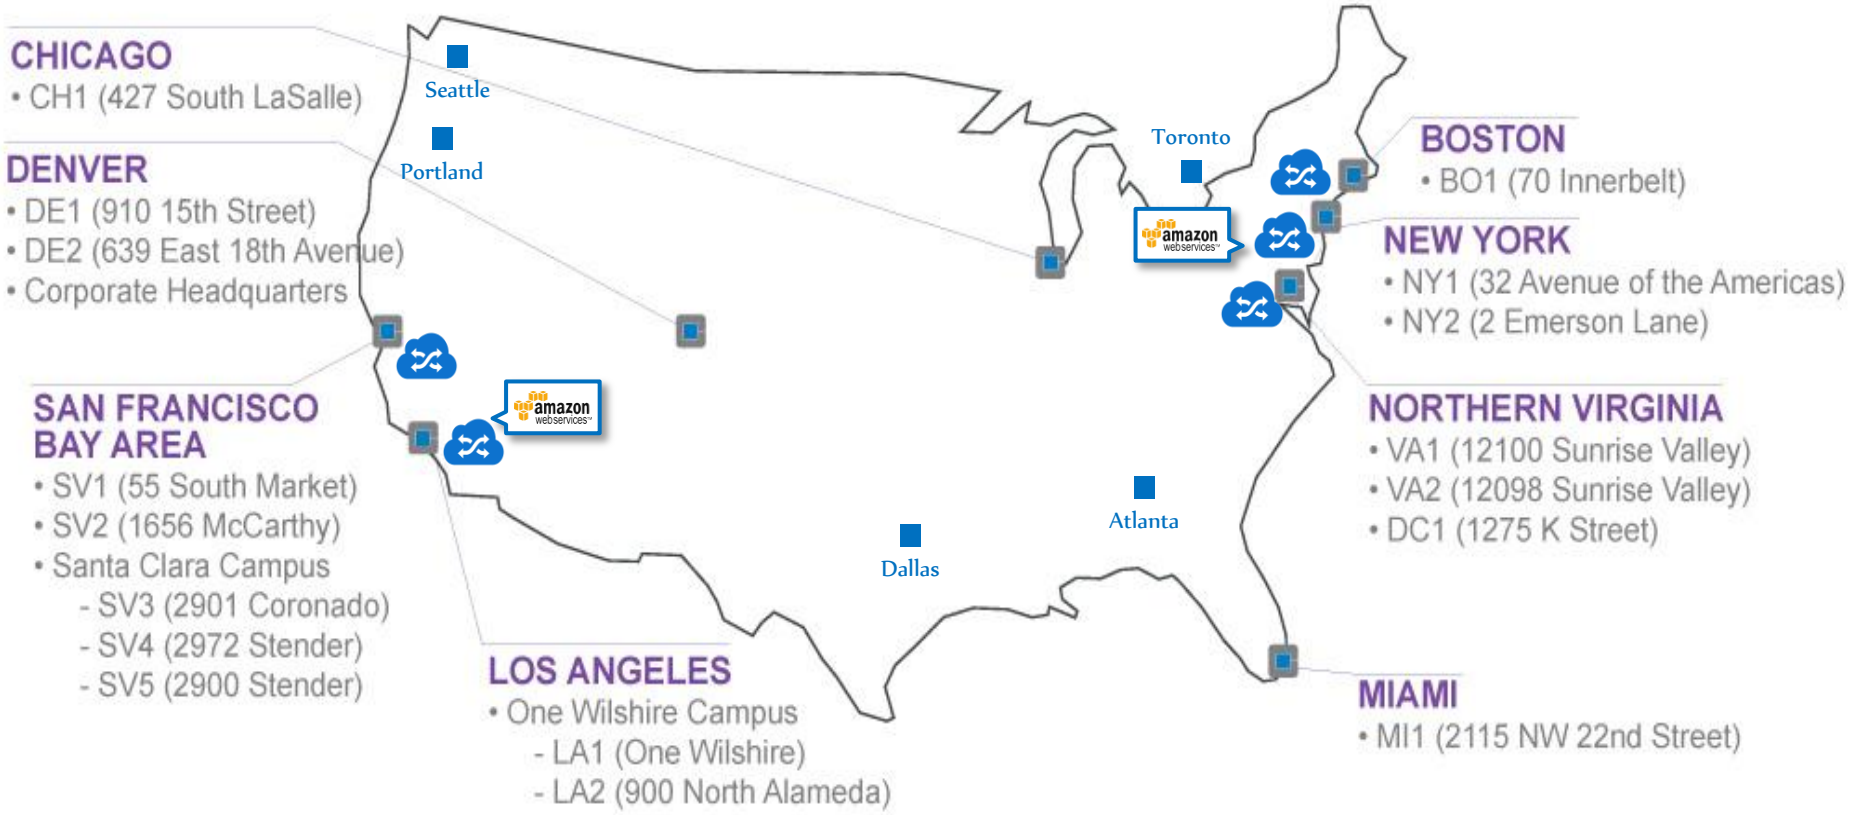 CHICAGO
• CH1 (427 South LaSalle)
DENVER
• DE1 (910 15th Street)
• DE2 (639 East 18th Avenue)
• Corporate Headquarters
SAN FRANCISCO
BAY AREA
• SV1 (55 South Market)
• SV2 (1656 McCarthy)
• Santa Clara Campus
- SV3 (2901 Coronado)
- SV4 (2972 Stender)
- SV5 (2900 Stender)
Seattle
Portland
amazon
webservices™
LOS ANGELES
• One Wilshire Campus
- LA1 (One Wilshire)
- LA2 (900 North Alameda)
Dallas
Atlanta
Toronto
amazon
webservices™
BOSTON
• BO1 (70 Innerbelt)
NEW YORK
• NY1 (32 Avenue of the Americas)
• NY2 (2 Emerson Lane)
NORTHERN VIRGINIA
• VA1 (12100 Sunrise Valley)
• VA2 (12098 Sunrise Valley)
• DC1 (1275 K Street)
MIAMI
• MI1 (2115 NW 22nd Street)